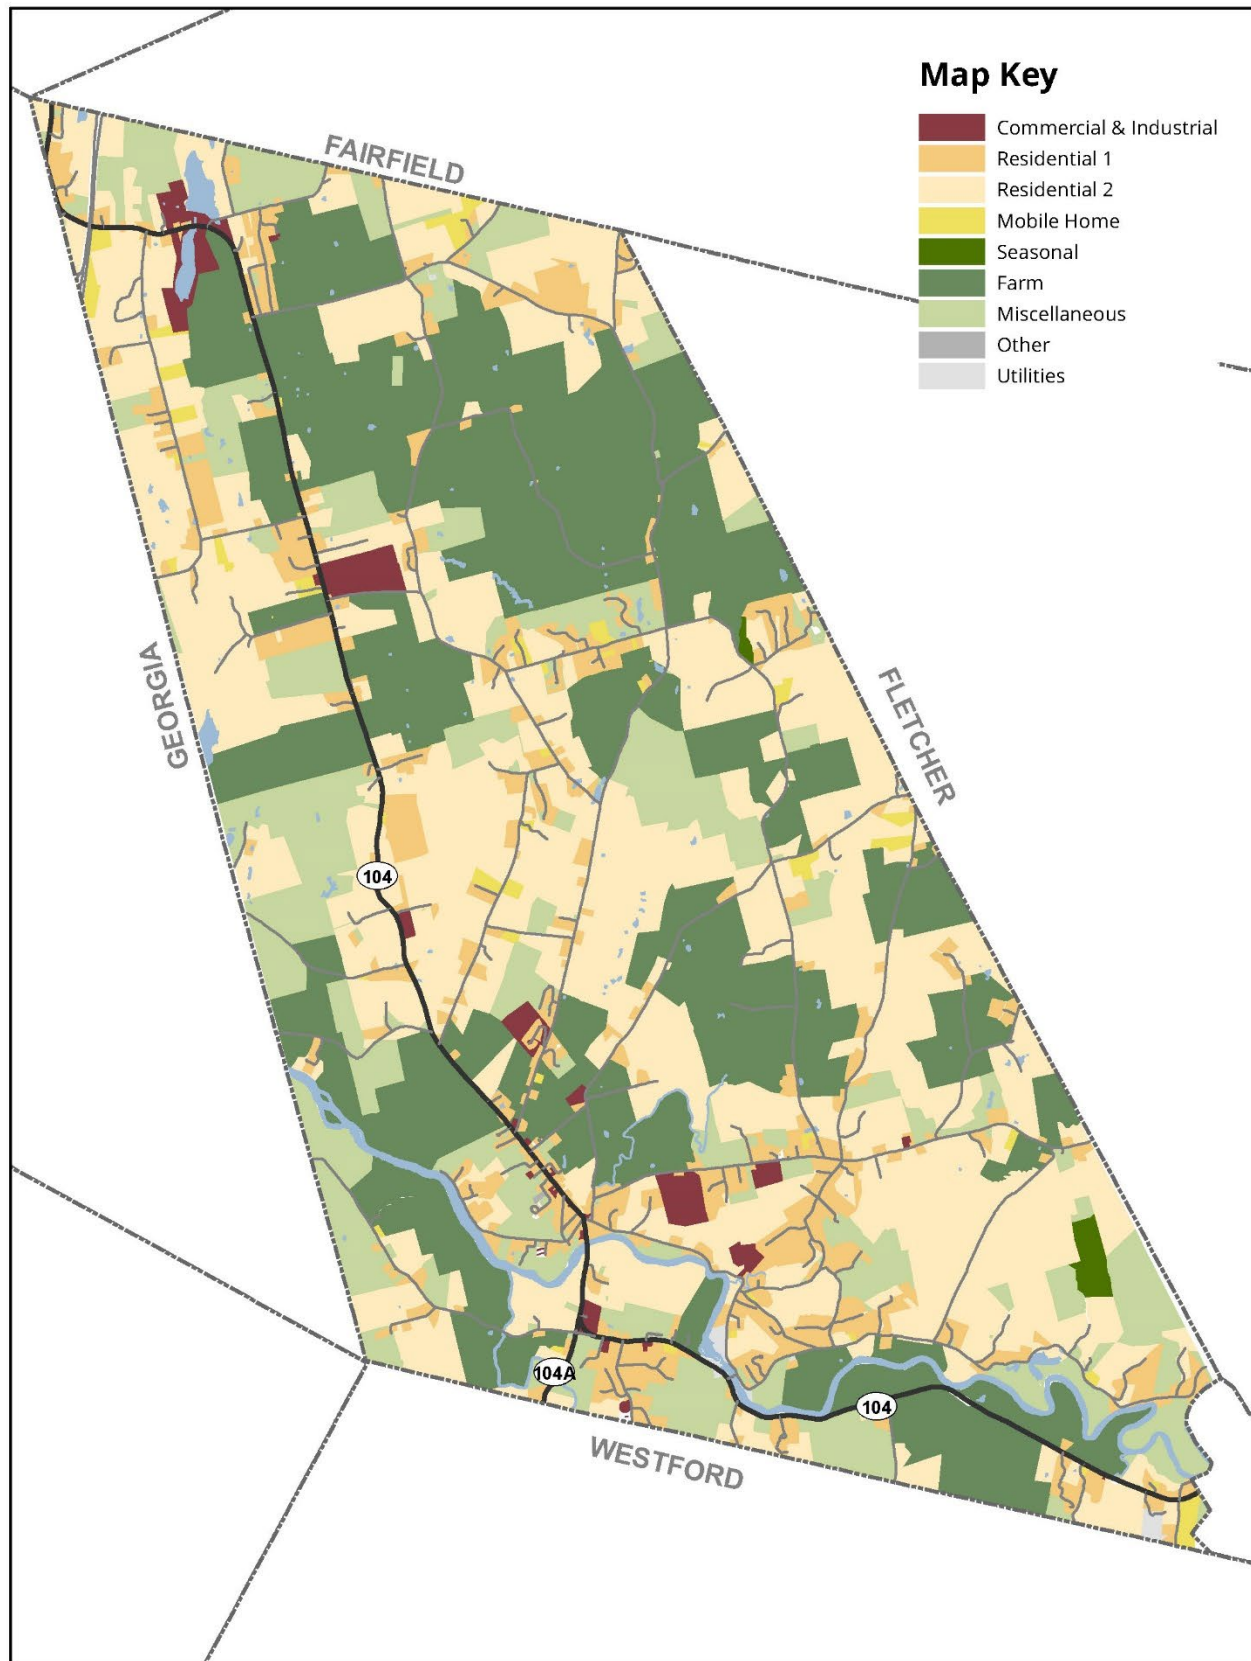 Map Key
Commercial & Industrial
Residential 1
Residential 2
Mobile Home
Seasonal
Farm
Miscellaneous
Other
Utilities
FAIRFIELD
GEORGIA
FLETCHER
104
104A
104
WESTFORD